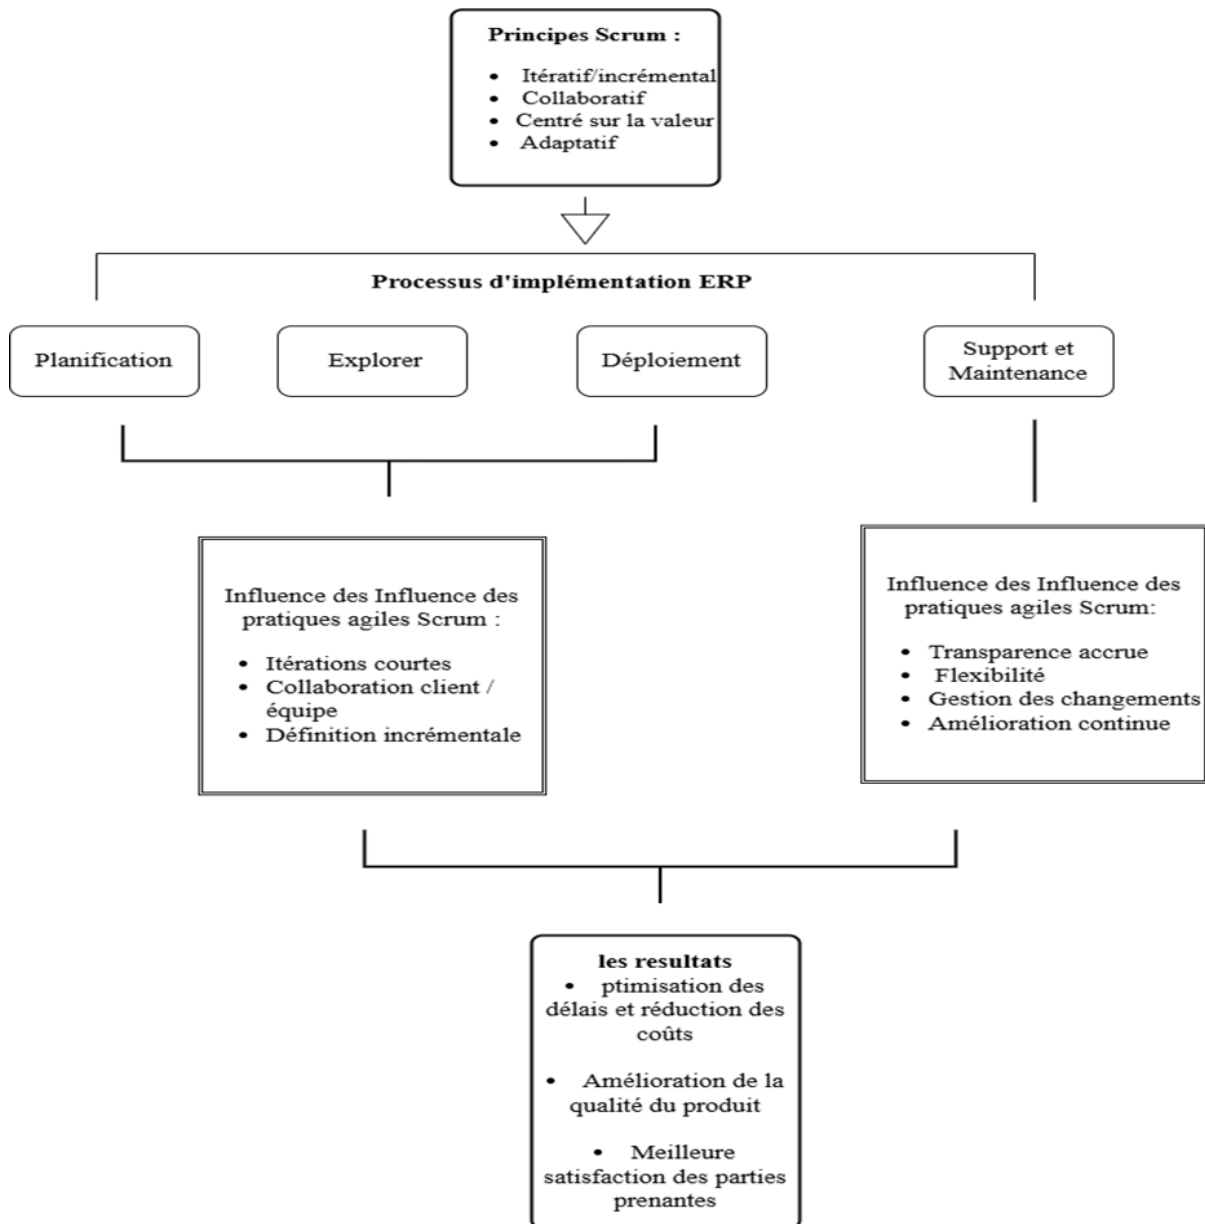 Principes Scrum :
• Itératif/incrémental
• Collaboratif
• Centré sur la valeur
• Adaptatif
Processus d'implémentation ERP
Planification
Explorer
Déploiement
Support et
Maintenance
Influence des Influence des
pratiques agiles Scrum :
• Itérations courtes
• Collaboration client /
équipe
• Définition incrémentale
Influence des Influence des
pratiques agiles Scrum:
• Transparence accrue
• Flexibilité
• Gestion des changements
• Amélioration continue
les resultats
• ptimisation des
délais et réduction des
coûts
• Amélioration de la
qualité du produit
• Meilleure
satisfaction des parties
prenantes